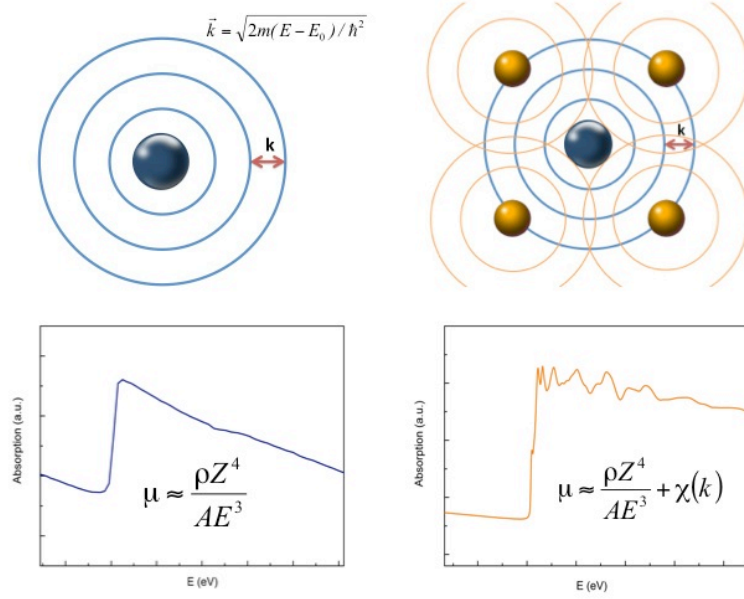 k⃗ = √2m(E − E₀) / ħ²
k
k
Absorption (a.u.)
μ ≈ ρZ⁴/AE³
E (eV)
Absorption (a.u.)
μ ≈ ρZ⁴/AE³ + χ(k)
E (eV)